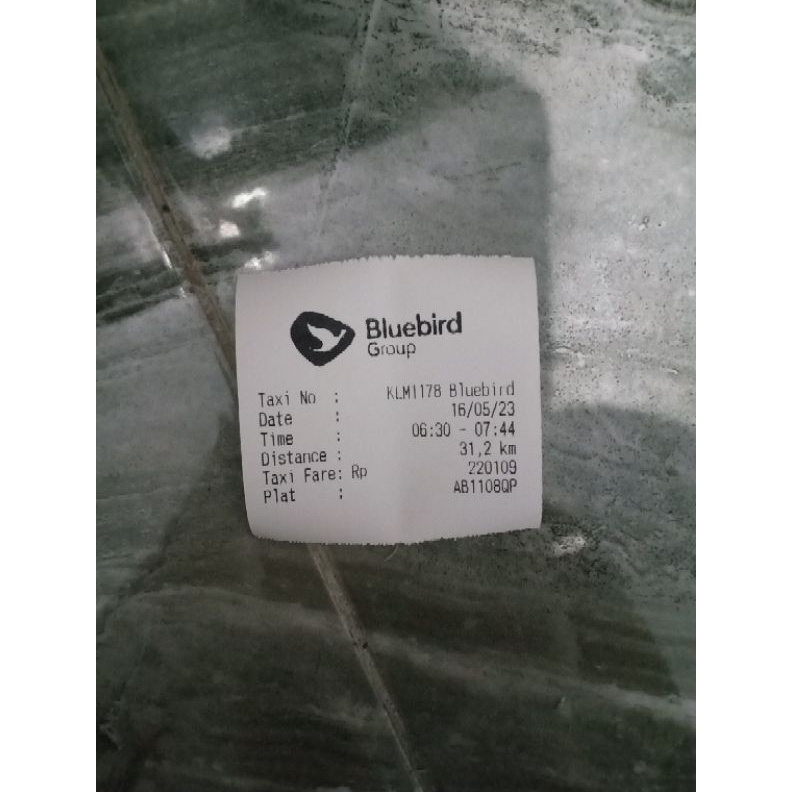 Bluebird
Group
Taxi No : KLM1178 Bluebird
Date : 16/05/23
Time : 06:30 - 07:44
Distance : 31,2 km
Taxi Fare: Rp 220109
Plat : AB1108QP